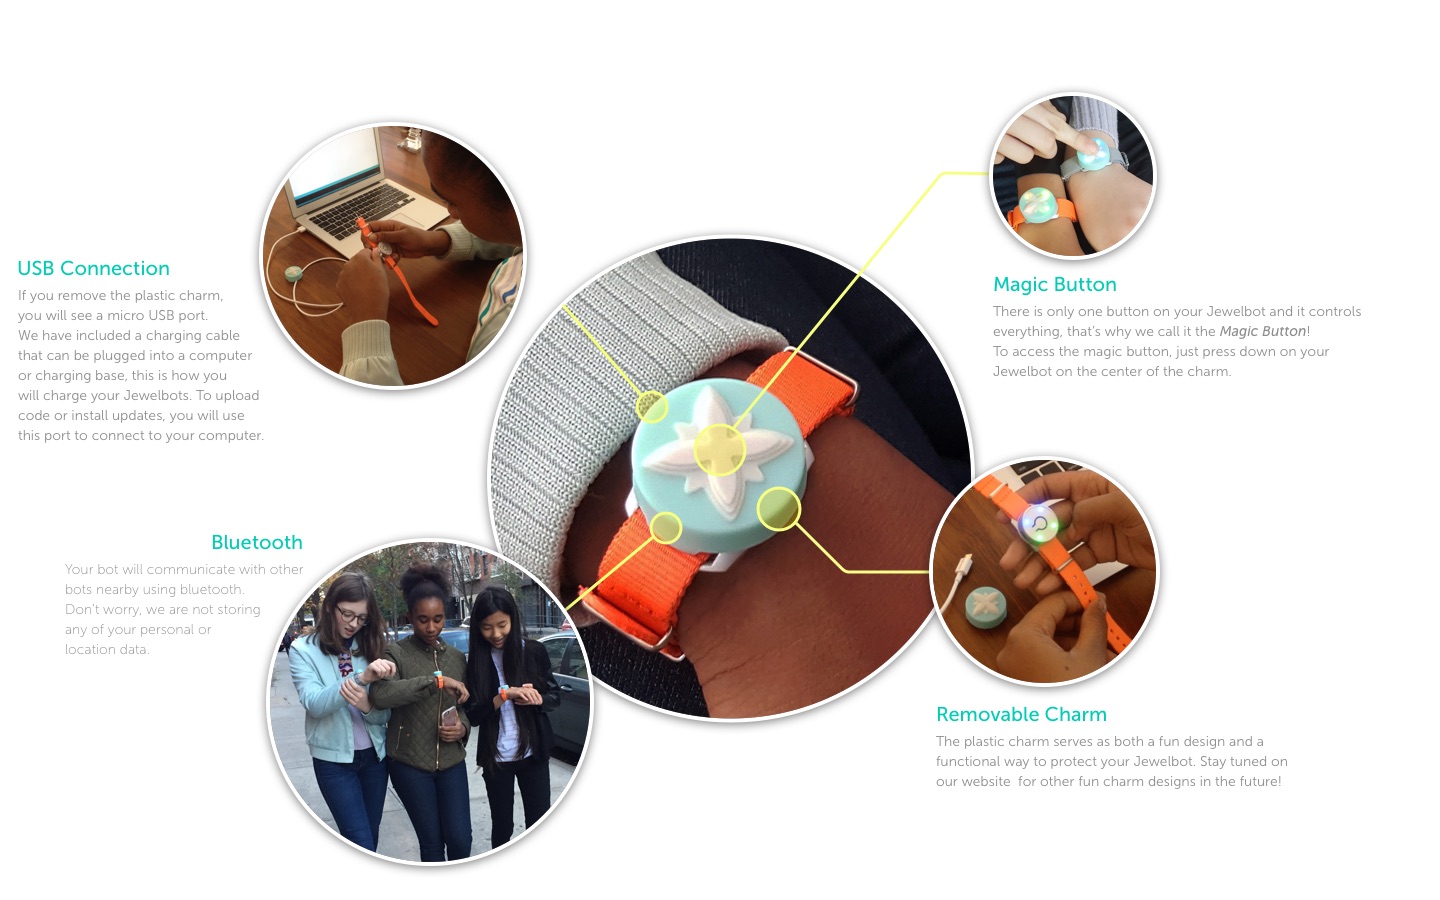 USB Connection
If you remove the plastic charm,
you will see a micro USB port.
We have included a charging cable
that can be plugged into a computer
or charging base, this is how you
will charge your Jewelbots. To upload
code or install updates, you will use
this port to connect to your computer.
Bluetooth
Your bot will communicate with other
bots nearby using bluetooth.
Don't worry, we are not storing
any of your personal or
location data.
Magic Button
There is only one button on your Jewelbot and it controls
everything, that's why we call it the Magic Button!
To access the magic button, just press down on your
Jewelbot on the center of the charm.
Removable Charm
The plastic charm serves as both a fun design and a
functional way to protect your Jewelbot. Stay tuned on
our website for other fun charm designs in the future!